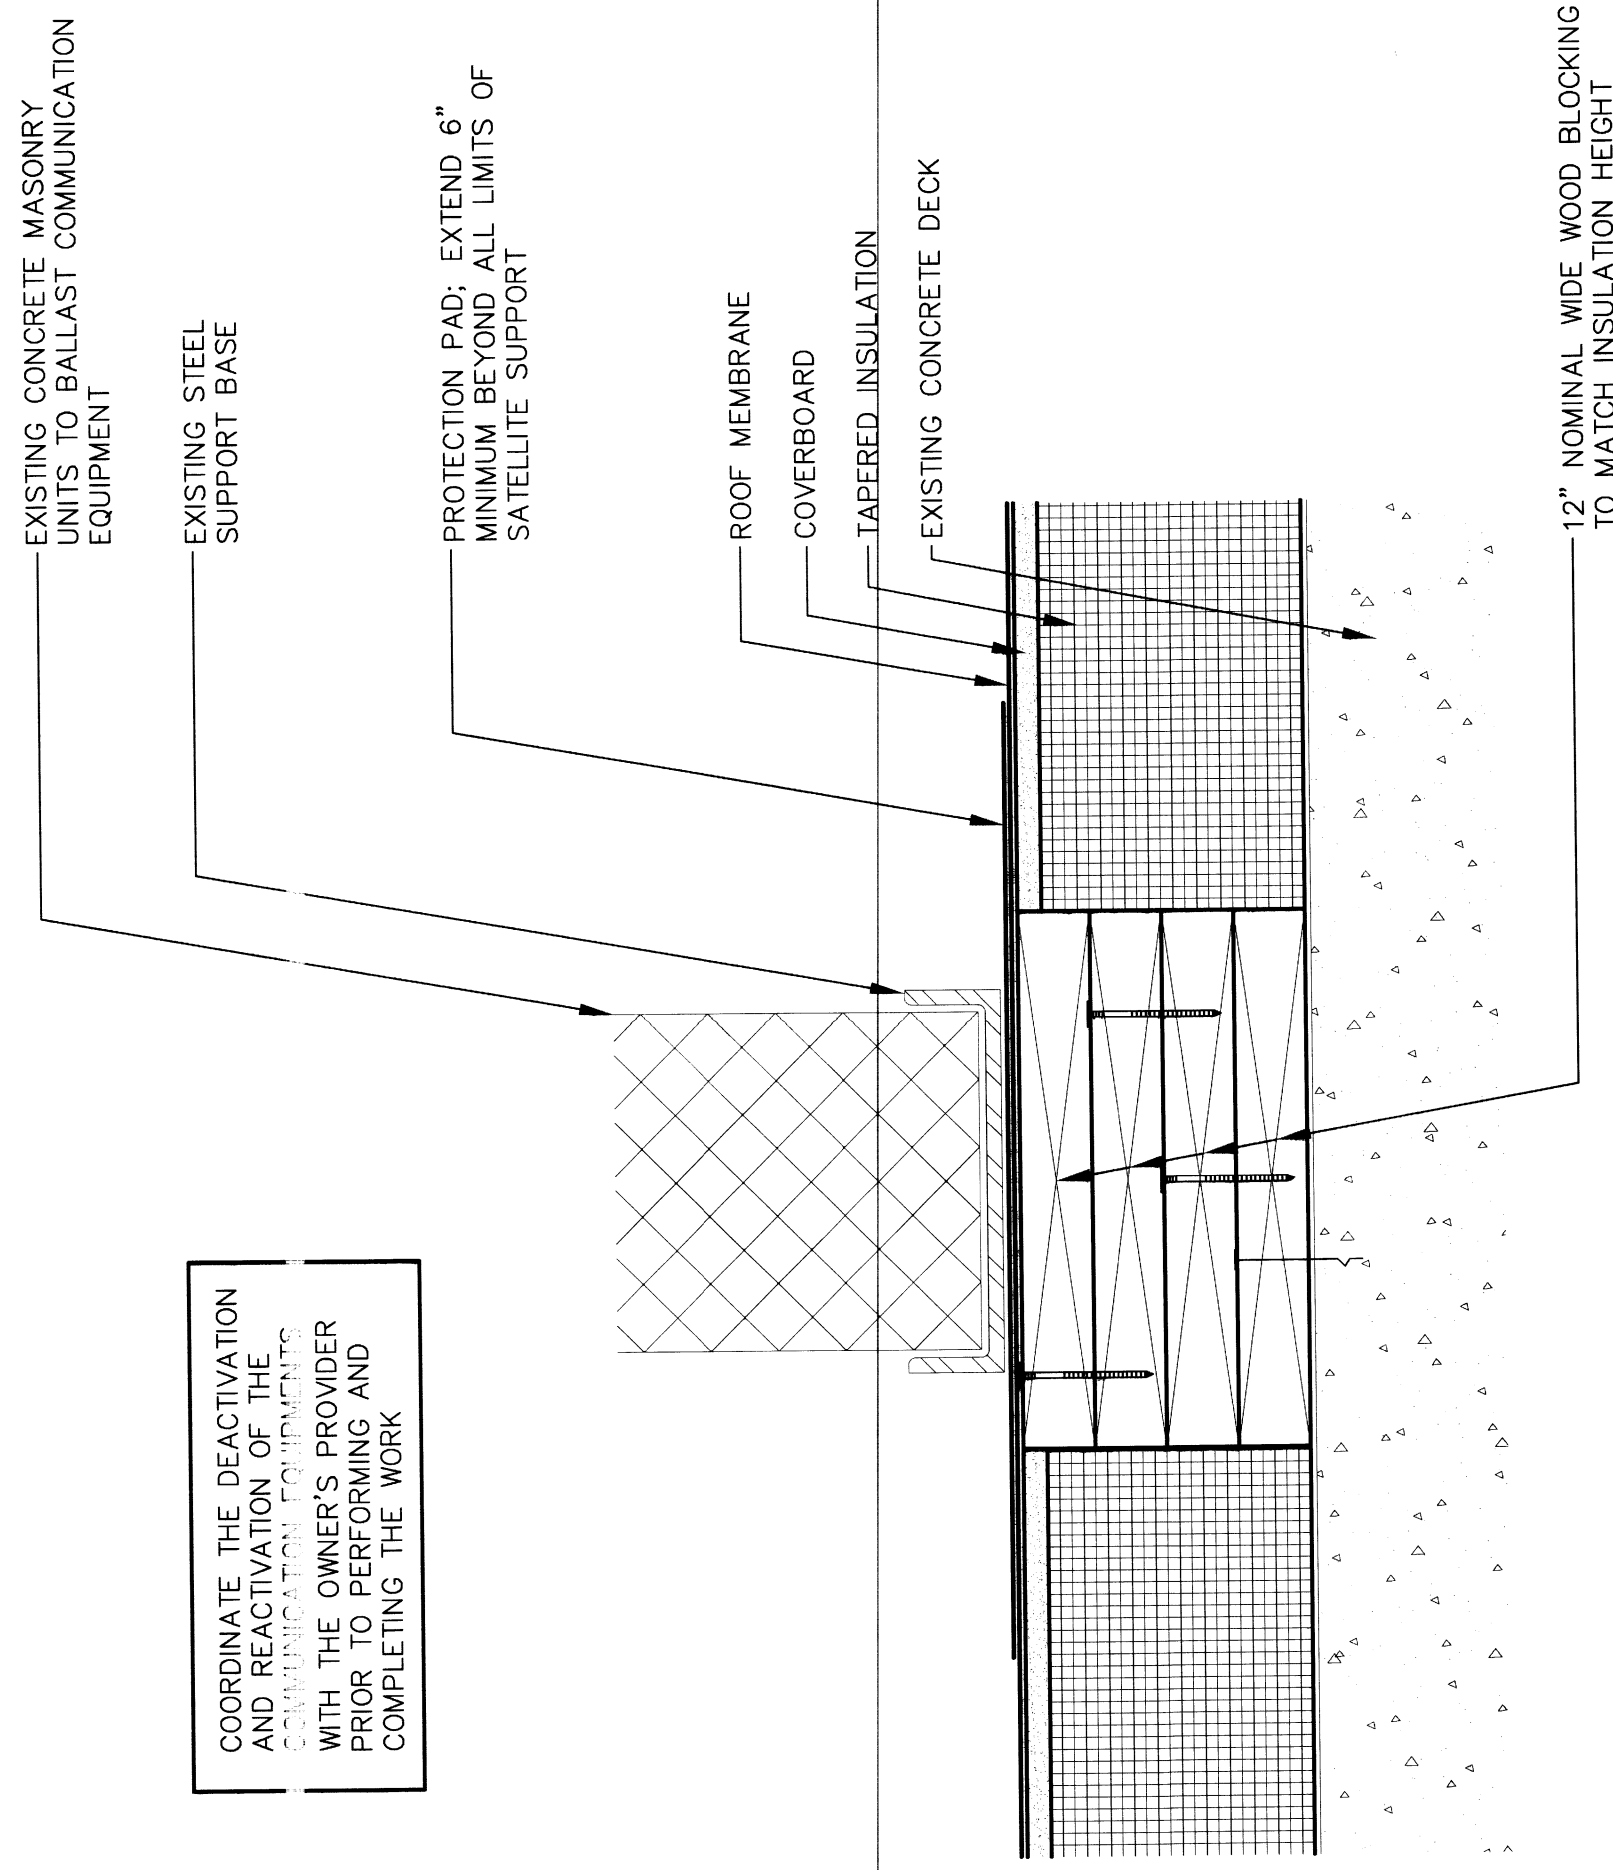 EXISTING CONCRETE MASONRY
UNITS TO BALLAST COMMUNICATION
EQUIPMENT
EXISTING STEEL
SUPPORT BASE
PROTECTION PAD; EXTEND 6"
MINIMUM BEYOND ALL LIMITS OF
SATELLITE SUPPORT
ROOF MEMBRANE
COVERBOARD
TAPERED INSULATION
EXISTING CONCRETE DECK
12" NOMINAL WIDE WOOD BLOCKING
TO MATCH INSULATION HEIGHT
COORDINATE THE DEACTIVATION
AND REACTIVATION OF THE
COMMUNICATION EQUIPMENTS
WITH THE OWNER'S PROVIDER
PRIOR TO PERFORMING AND
COMPLETING THE WORK